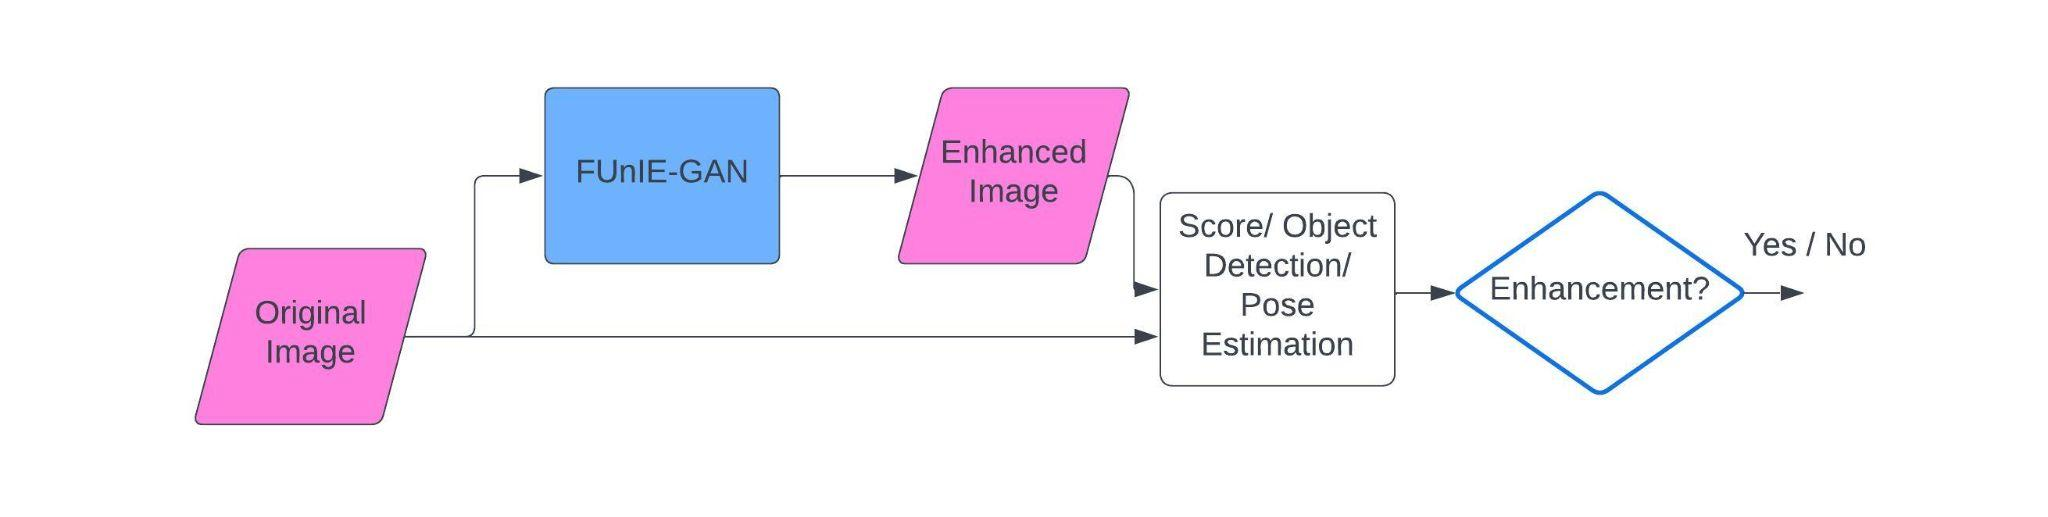 Original
Image
FUnIE-GAN
Enhanced
Image
Score/ Object
Detection/
Pose
Estimation
Enhancement?
Yes / No